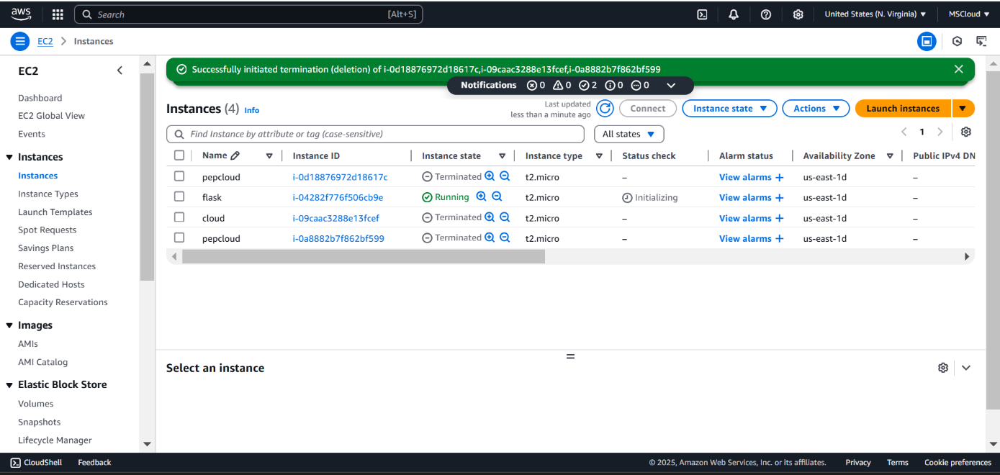 aws Search [Alt+S] United States (N. Virginia) MSCloud
EC2 Instances
EC2
Dashboard
EC2 Global View
Events
Instances
Instances
Instance Types
Launch Templates
Spot Requests
Savings Plans
Reserved Instances
Dedicated Hosts
Capacity Reservations
Images
AMIs
AMI Catalog
Elastic Block Store
Volumes
Snapshots
Lifecycle Manager
Successfully initiated termination (deletion) of i-0d18876972d18617c,i-09caac3288e13fcef,i-0a8882b7f862bf599
Notifications 0 0 2 0 0
Instances (4) Info
Last updated
less than a minute ago
Connect Instance state Actions Launch instances
Find Instance by attribute or tag (case-sensitive) All states 1
Name Instance ID Instance state Instance type Status check Alarm status Availability Zone Public IPv4 DN
pepcloud i-0d18876972d18617c Terminated t2.micro – View alarms + us-east-1d –
flask i-04282f776f506cb9e Running t2.micro Initializing View alarms + us-east-1d –
cloud i-09caac3288e13fcef Terminated t2.micro – View alarms + us-east-1d –
pepcloud i-0a8882b7f862bf599 Terminated t2.micro – View alarms + us-east-1d –
Select an instance
CloudShell Feedback © 2025, Amazon Web Services, Inc. or its affiliates. Privacy Terms Cookie preferences